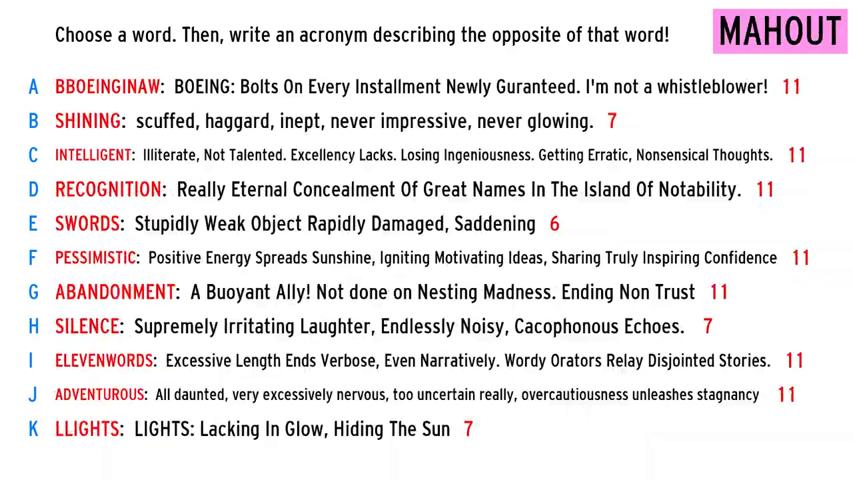 Choose a word. Then, write an acronym describing the opposite of that word!
MAHOUT
A BBOEINGINAW: BOEING: Bolts On Every Installment Newly Guranteed. I'm not a whistleblower! 11
B SHINING: scuffed, haggard, inept, never impressive, never glowing. 7
C INTELLIGENT: Illiterate, Not Talented. Excellency Lacks. Losing Ingeniousness. Getting Erratic, Nonsensical Thoughts. 11
D RECOGNITION: Really Eternal Concealment Of Great Names In The Island Of Notability. 11
E SWORDS: Stupidly Weak Object Rapidly Damaged, Saddening 6
F PESSIMISTIC: Positive Energy Spreads Sunshine, Igniting Motivating Ideas, Sharing Truly Inspiring Confidence 11
G ABANDONMENT: A Buoyant Ally! Not done on Nesting Madness. Ending Non Trust 11
H SILENCE: Supremely Irritating Laughter, Endlessly Noisy, Cacophonous Echoes. 7
I ELEVENWORDS: Excessive Length Ends Verbose, Even Narratively. Wordy Orators Relay Disjointed Stories. 11
J ADVENTUROUS: All daunted, very excessively nervous, too uncertain really, overcautiousness unleashes stagnancy 11
K LLIGHTS: LIGHTS: Lacking In Glow, Hiding The Sun 7